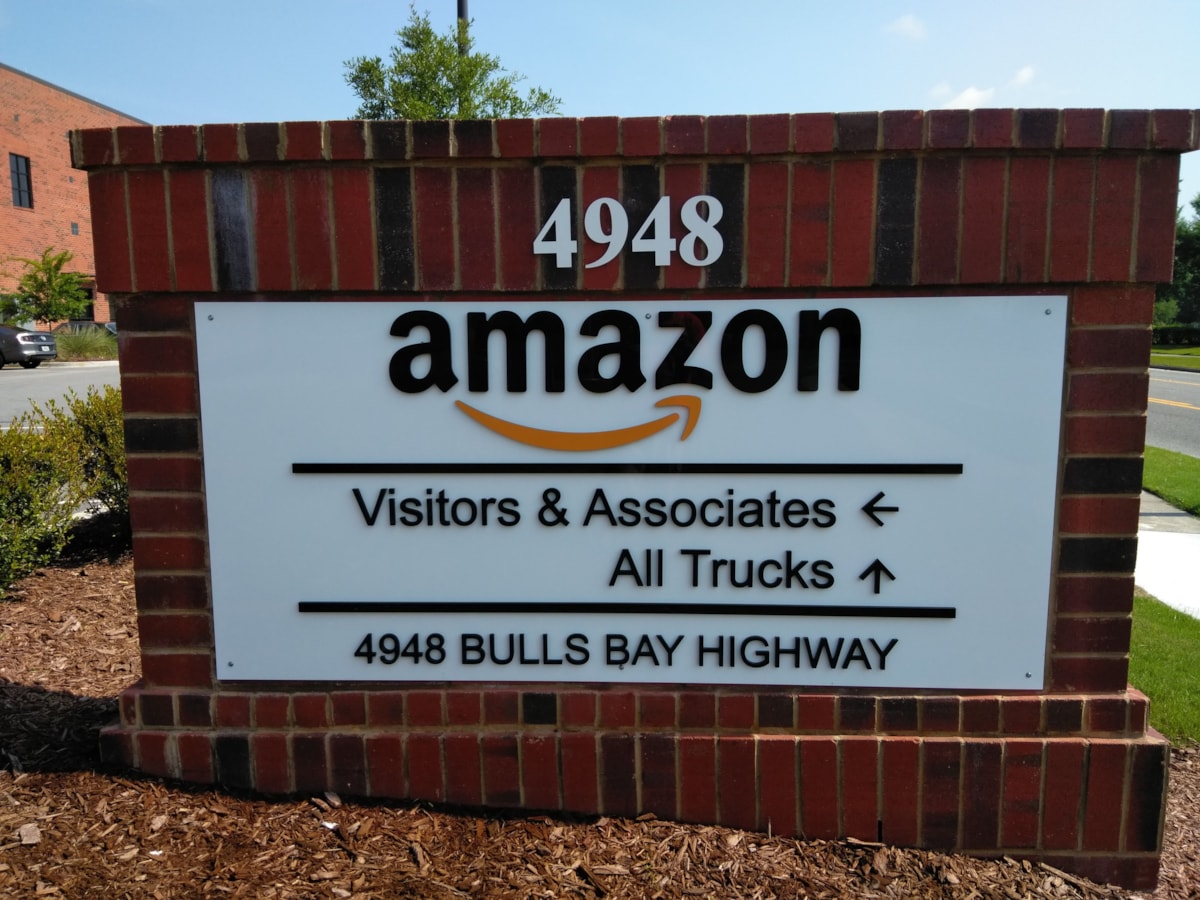 4948
amazon
Visitors & Associates ←
All Trucks ↑
4948 BULLS BAY HIGHWAY